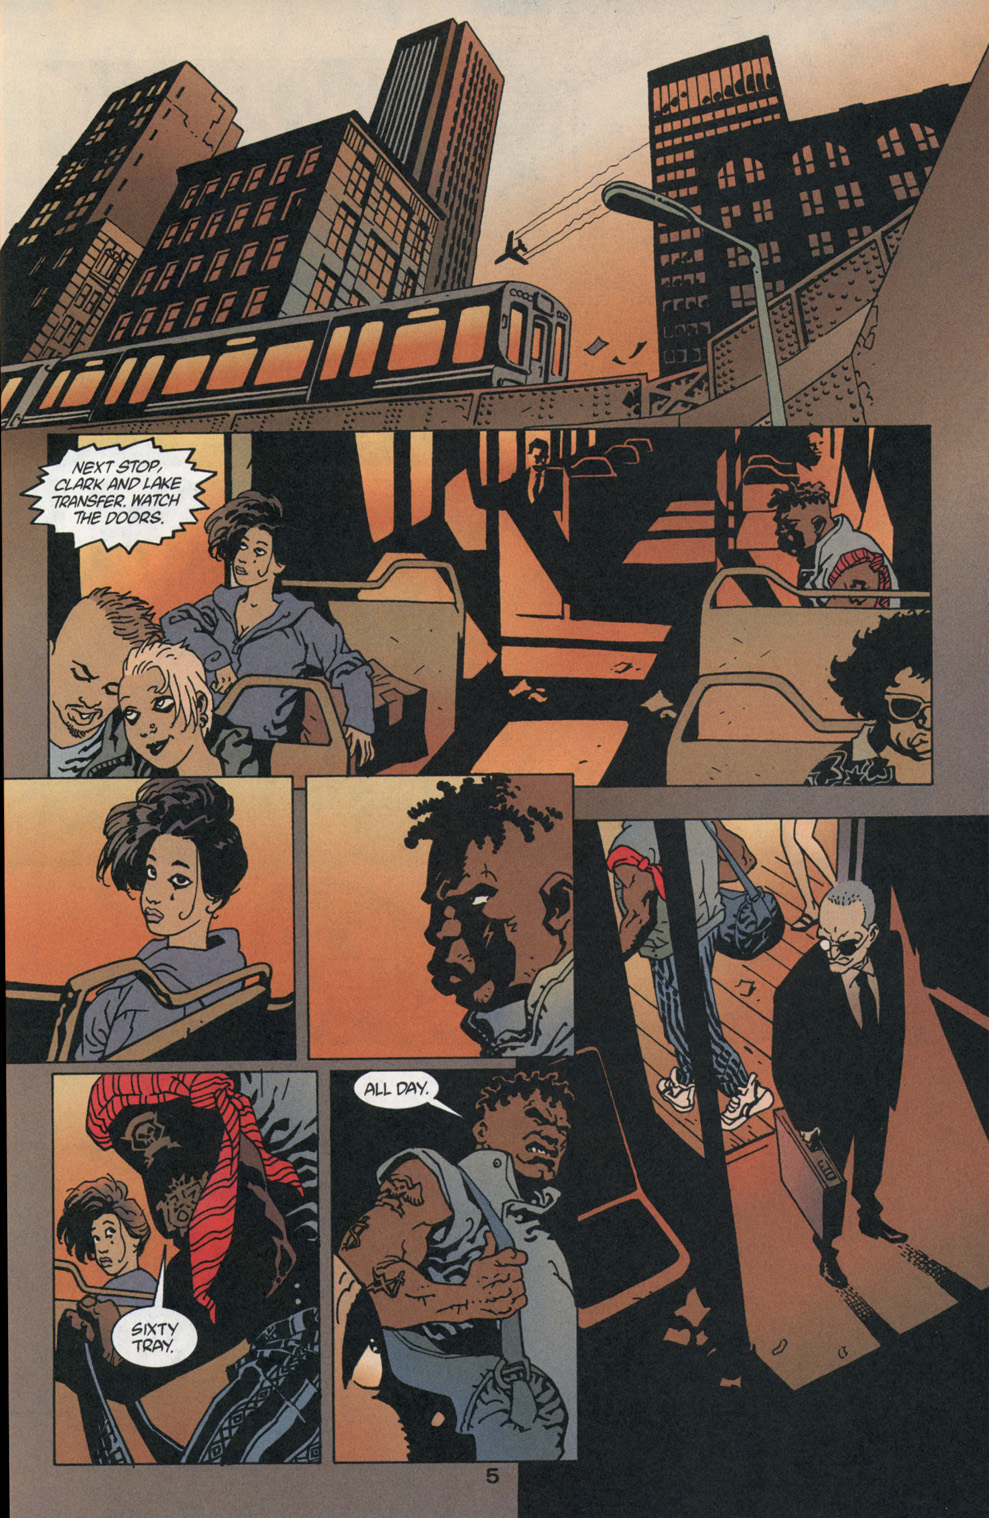 NEXT STOP,
CLARK AND LAKE
TRANSFER. WATCH
THE DOORS.
SIXTY
TRAY.
ALL DAY.
5